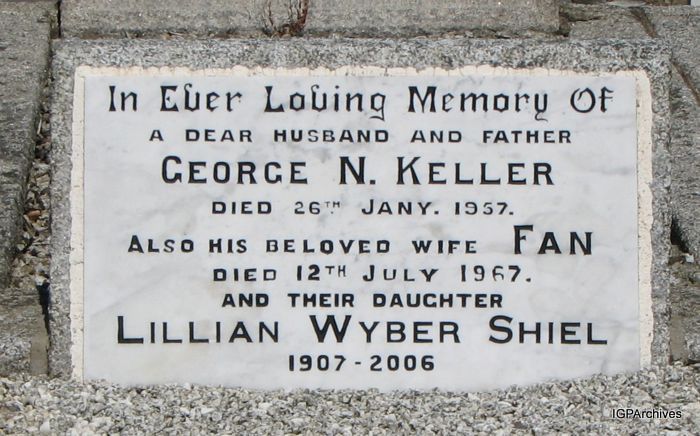 In Ever Loving Memory Of
A DEAR HUSBAND AND FATHER
GEORGE N. KELLER
DIED 26TH JANY. 1957.
ALSO HIS BELOVED WIFE FAN
DIED 12TH JULY 1967.
AND THEIR DAUGHTER
LILLIAN WYBER SHIEL
1907-2006
IGPArchives